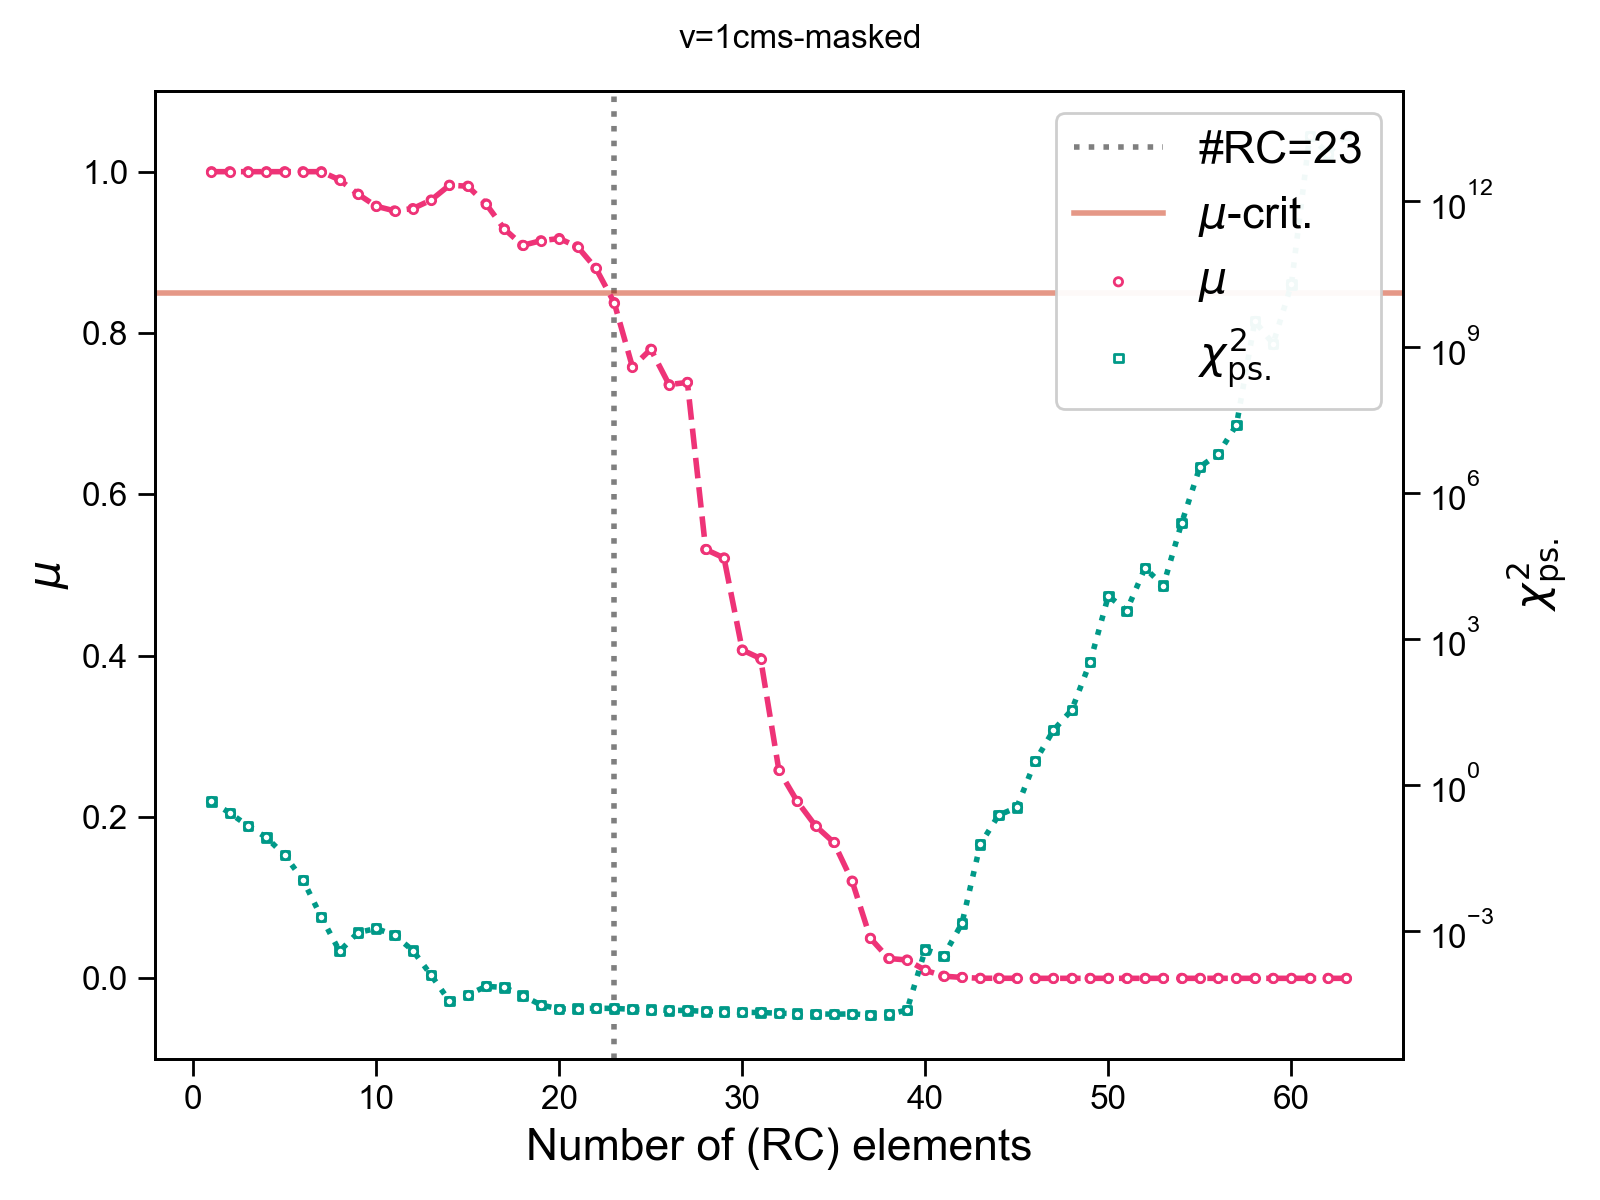 v=1cms-masked
#RC=23
μ-crit.
μ
χ²ps.
1.0
0.8
0.6
0.4
0.2
0.0
μ
10¹²
10⁹
10⁶
10³
10⁰
10⁻³
χ²ps.
0 10 20 30 40 50 60
Number of (RC) elements